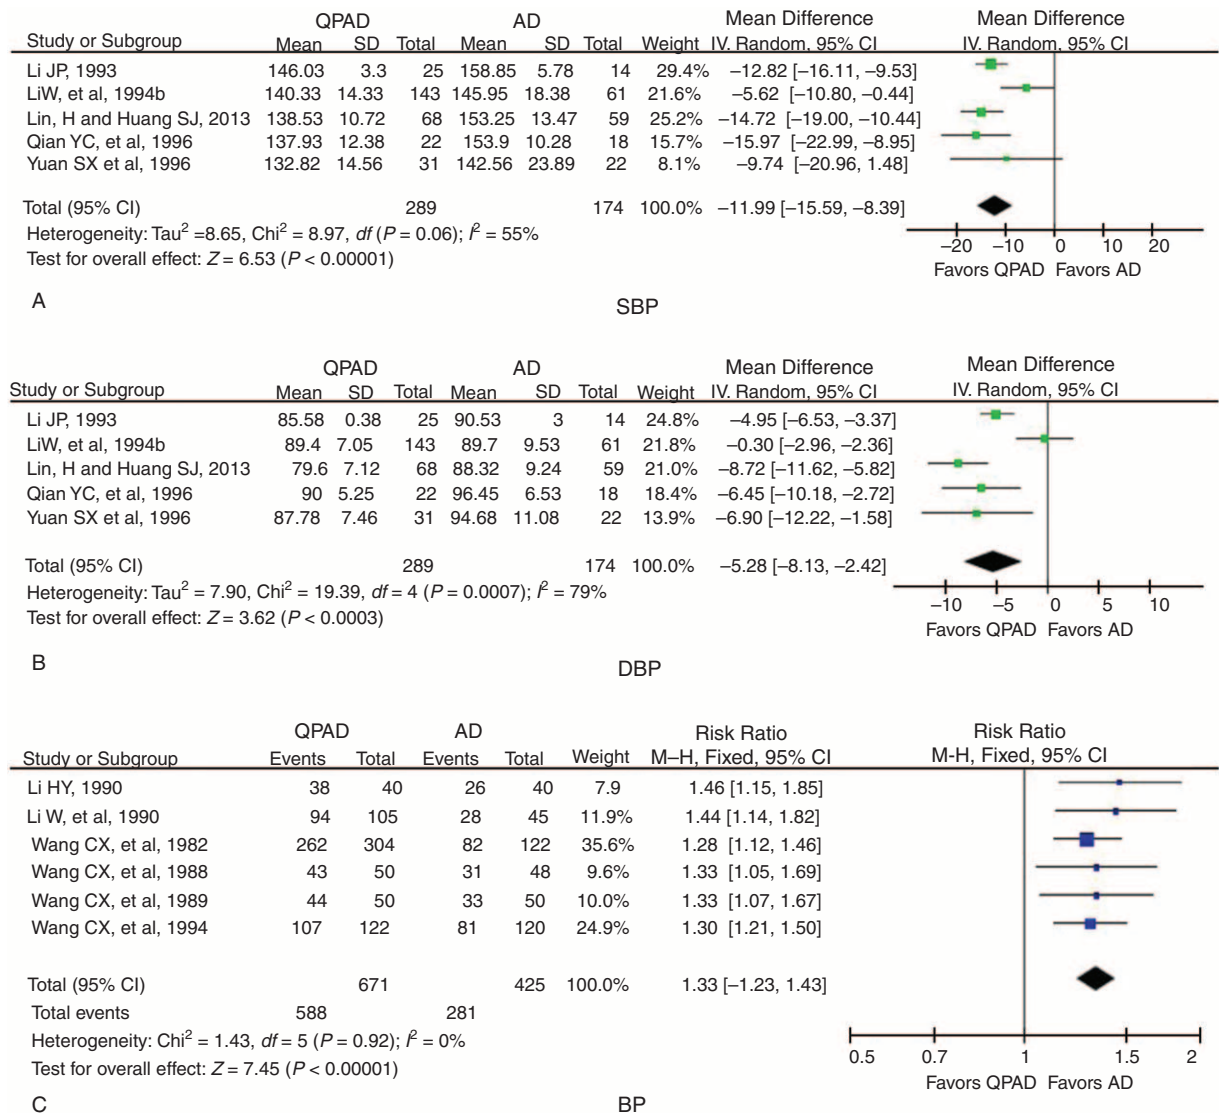 QPAD AD Mean Difference Mean Difference
Study or Subgroup Mean SD Total Mean SD Total Weight IV. Random, 95% CI IV. Random, 95% CI
Li JP, 1993 146.03 3.3 25 158.85 5.78 14 29.4% −12.82 [−16.11, −9.53]
LiW, et al, 1994b 140.33 14.33 143 145.95 18.38 61 21.6% −5.62 [−10.80, −0.44]
Lin, H and Huang SJ, 2013 138.53 10.72 68 153.25 13.47 59 25.2% −14.72 [−19.00, −10.44]
Qian YC, et al, 1996 137.93 12.38 22 153.9 10.28 18 15.7% −15.97 [−22.99, −8.95]
Yuan SX et al, 1996 132.82 14.56 31 142.56 23.89 22 8.1% −9.74 [−20.96, 1.48]
Total (95% CI) 289 174 100.0% −11.99 [−15.59, −8.39]
Heterogeneity: Tau² =8.65, Chi² = 8.97, df (P = 0.06); I² = 55%
Test for overall effect: Z = 6.53 (P < 0.00001)
−20 −10 0 10 20
Favors QPAD Favors AD
A
SBP
QPAD AD Mean Difference Mean Difference
Study or Subgroup Mean SD Total Mean SD Total Weight IV. Random, 95% CI IV. Random, 95% CI
Li JP, 1993 85.58 0.38 25 90.53 3 14 24.8% −4.95 [−6.53, −3.37]
LiW, et al, 1994b 89.4 7.05 143 89.7 9.53 61 21.8% −0.30 [−2.96, −2.36]
Lin, H and Huang SJ, 2013 79.6 7.12 68 88.32 9.24 59 21.0% −8.72 [−11.62, −5.82]
Qian YC, et al, 1996 90 5.25 22 96.45 6.53 18 18.4% −6.45 [−10.18, −2.72]
Yuan SX et al, 1996 87.78 7.46 31 94.68 11.08 22 13.9% −6.90 [−12.22, −1.58]
Total (95% CI) 289 174 100.0% −5.28 [−8.13, −2.42]
Heterogeneity: Tau² = 7.90, Chi² = 19.39, df = 4 (P = 0.0007); I² = 79%
Test for overall effect: Z = 3.62 (P < 0.0003)
−10 −5 0 5 10
Favors QPAD Favors AD
B
DBP
QPAD AD Risk Ratio Risk Ratio
Study or Subgroup Events Total Events Total Weight M–H, Fixed, 95% CI M-H, Fixed, 95% CI
Li HY, 1990 38 40 26 40 7.9 1.46 [1.15, 1.85]
Li W, et al, 1990 94 105 28 45 11.9% 1.44 [1.14, 1.82]
Wang CX, et al, 1982 262 304 82 122 35.6% 1.28 [1.12, 1.46]
Wang CX, et al, 1988 43 50 31 48 9.6% 1.33 [1.05, 1.69]
Wang CX, et al, 1989 44 50 33 50 10.0% 1.33 [1.07, 1.67]
Wang CX, et al, 1994 107 122 81 120 24.9% 1.30 [1.21, 1.50]
Total (95% CI) 671 425 100.0% 1.33 [−1.23, 1.43]
Total events 588 281
Heterogeneity: Chi² = 1.43, df = 5 (P = 0.92); I² = 0%
Test for overall effect: Z = 7.45 (P < 0.00001)
0.5 0.7 1 1.5 2
Favors QPAD Favors AD
C
BP